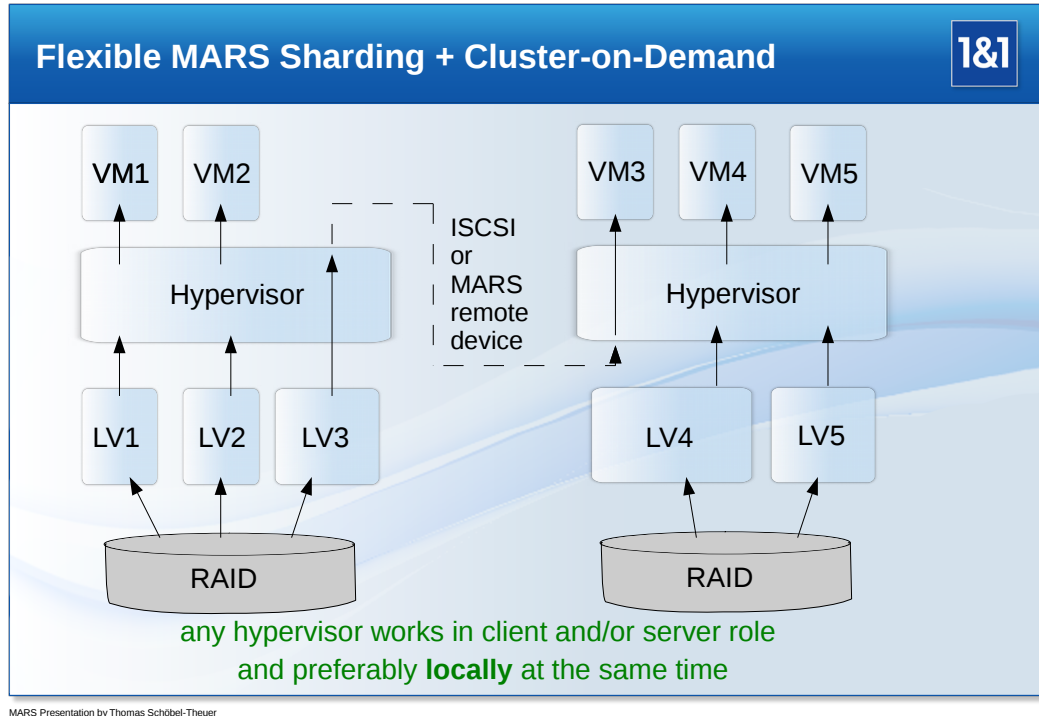 Flexible MARS Sharding + Cluster-on-Demand
1&1
VM1
VM2
VM3
VM4
VM5
ISCSI
or
MARS
remote
device
Hypervisor
Hypervisor
LV1
LV2
LV3
LV4
LV5
RAID
RAID
any hypervisor works in client and/or server role
and preferably locally at the same time
MARS Presentation by Thomas Schöbel-Theuer